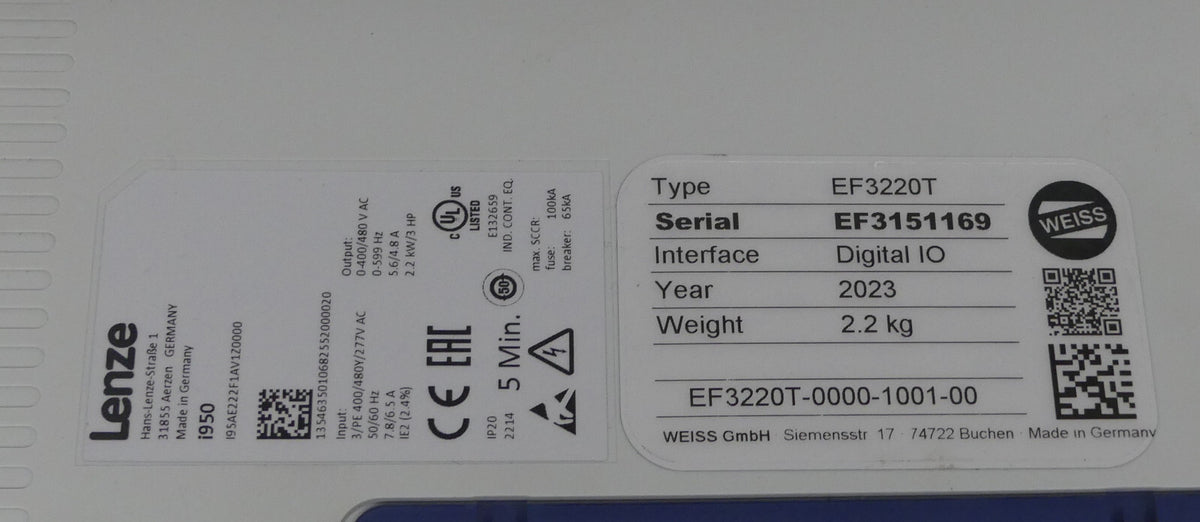 Lenze
Hans-Lenze-Straße 1
31855 Aerzen GERMANY
Made in Germany
i950
I95AE222F1AV1Z0000
13546350106825520000020
Input:
3/PE 400/480Y/277V AC
50/60 Hz
7.8/6.5 A
IE2 (2.4%)
Output:
0-400/480 V AC
0-599 Hz
5.6/4.8 A
2.2 kW/3 HP
CE EAC
c UL US
LISTED
E132659
IND. CONT. EQ.
IP20
2214
5 Min.
50
max. SCCR:
fuse: 100kA
breaker: 65kA
Type EF3220T
Serial EF3151169
Interface Digital IO
Year 2023
Weight 2.2 kg
EF3220T-0000-1001-00
WEISS GmbH Siemensstr 17 · 74722 Buchen · Made in Germany
WEISS